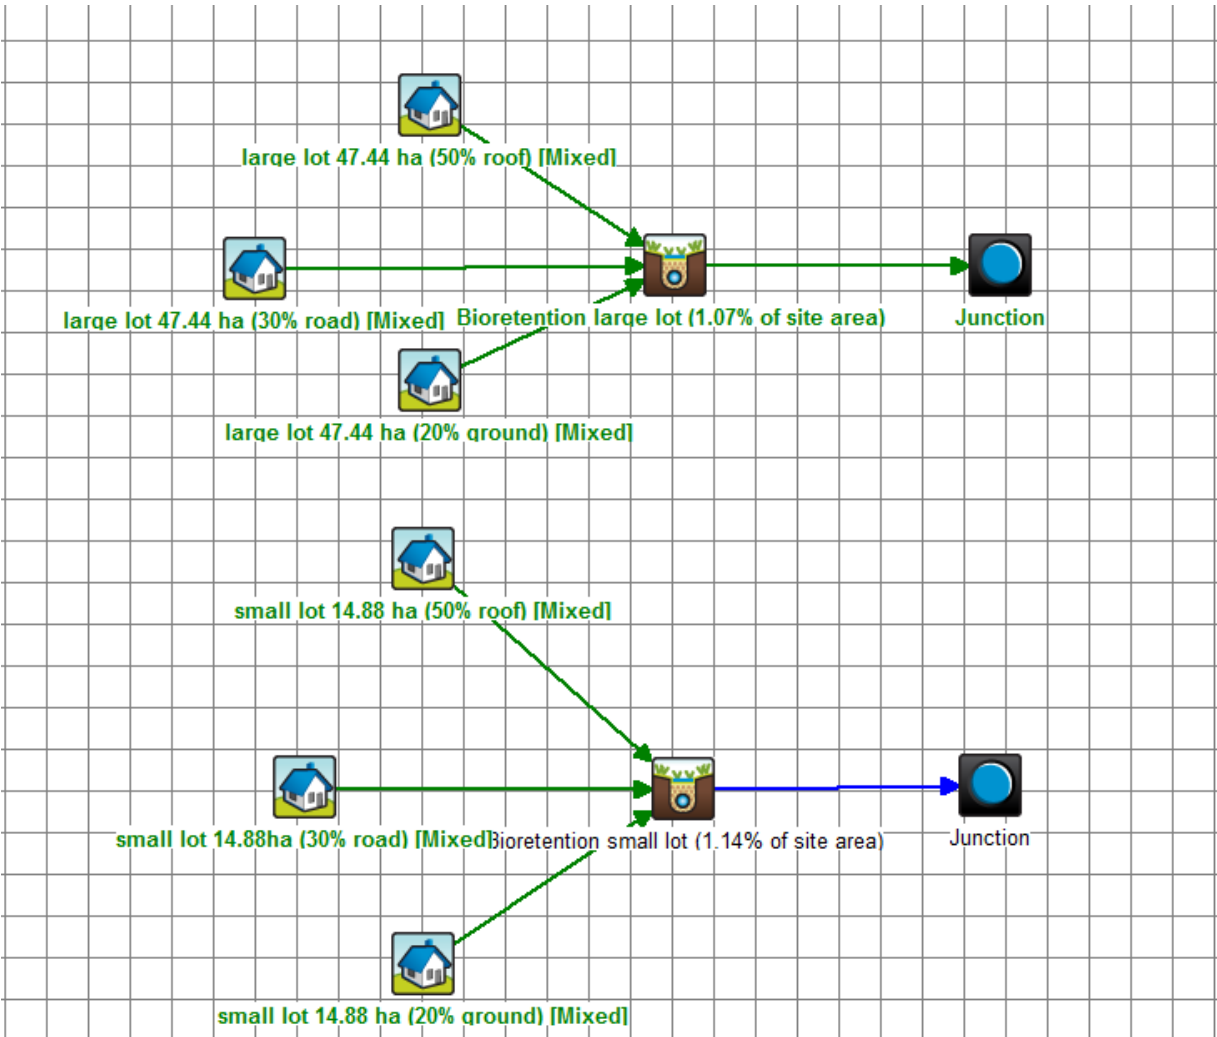 large lot 47.44 ha (50% roof) [Mixed]
large lot 47.44 ha (30% road) [Mixed]
Bioretention large lot (1.07% of site area)
Junction
large lot 47.44 ha (20% ground) [Mixed]
small lot 14.88 ha (50% roof) [Mixed]
small lot 14.88ha (30% road) [Mixed]
Bioretention small lot (1.14% of site area)
Junction
small lot 14.88 ha (20% ground) [Mixed]